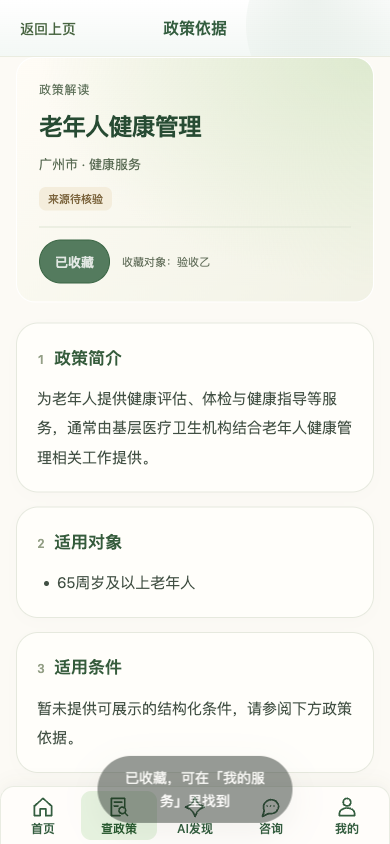 返回上页
政策依据
政策解读
老年人健康管理
广州市 · 健康服务
来源待核验
已收藏
收藏对象：验收乙
1 政策简介
为老年人提供健康评估、体检与健康指导等服
务，通常由基层医疗卫生机构结合老年人健康管
理相关工作提供。
2 适用对象
• 65周岁及以上老年人
3 适用条件
暂未提供可展示的结构化条件，请参阅下方政策
依据。
已收藏，可在「我的服
务」里找到
首页
查政策
AI发现
咨询
我的